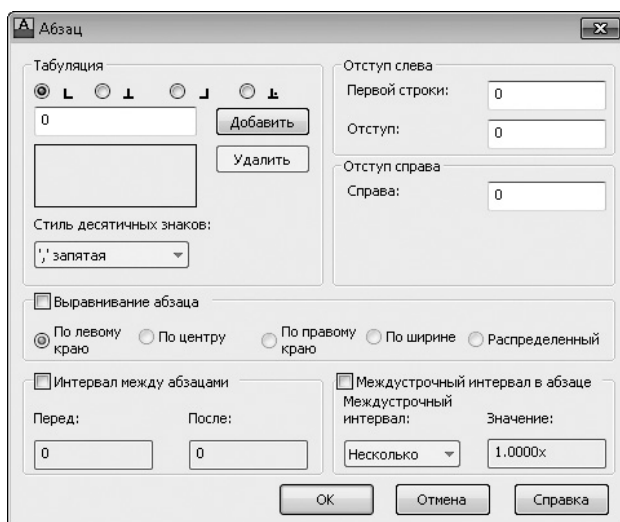 Абзац
Табуляция
0
Добавить
Удалить
Стиль десятичных знаков:
',' запятая
Отступ слева
Первой строки:
0
Отступ:
0
Отступ справа
Справа:
0
Выравнивание абзаца
По левому
краю
По центру
По правому
краю
По ширине
Распределенный
Интервал между абзацами
Перед:
После:
0
0
Междустрочный интервал в абзаце
Междустрочный
интервал:
Значение:
Несколько
1.0000x
ОК
Отмена
Справка